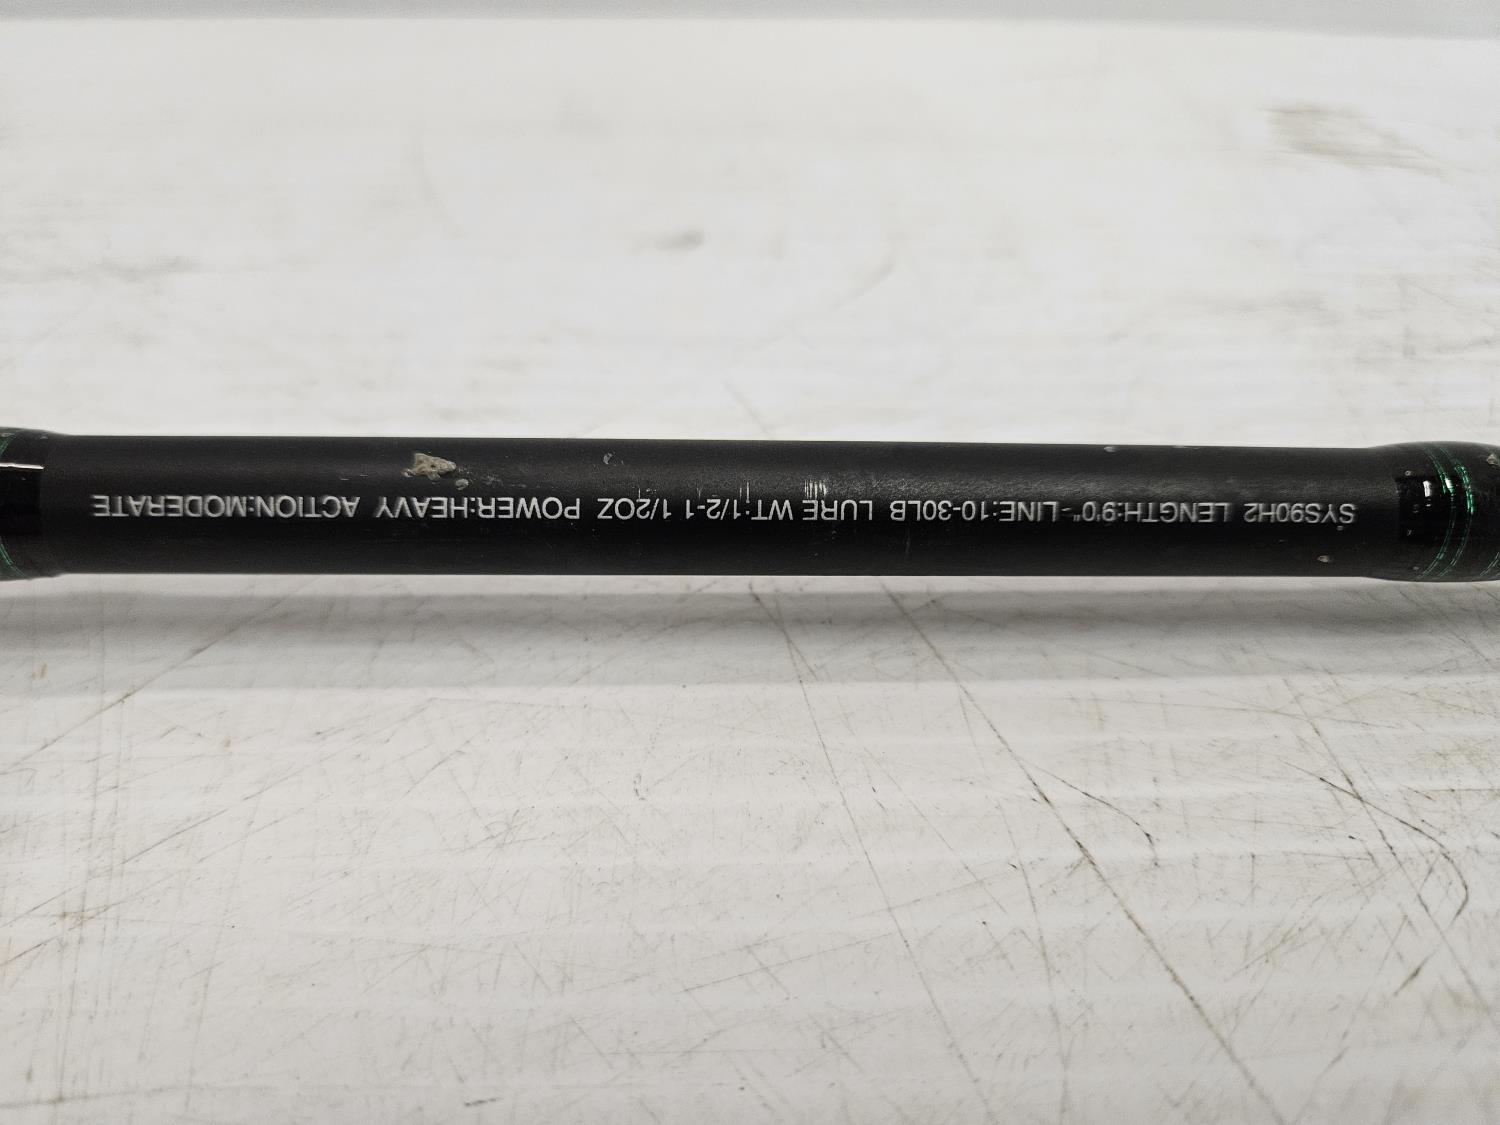 SYS90H2 LENGTH:9'0" LINE:10-30LB LURE WT:1/2-1 1/2OZ POWER:HEAVY ACTION:MODERATE